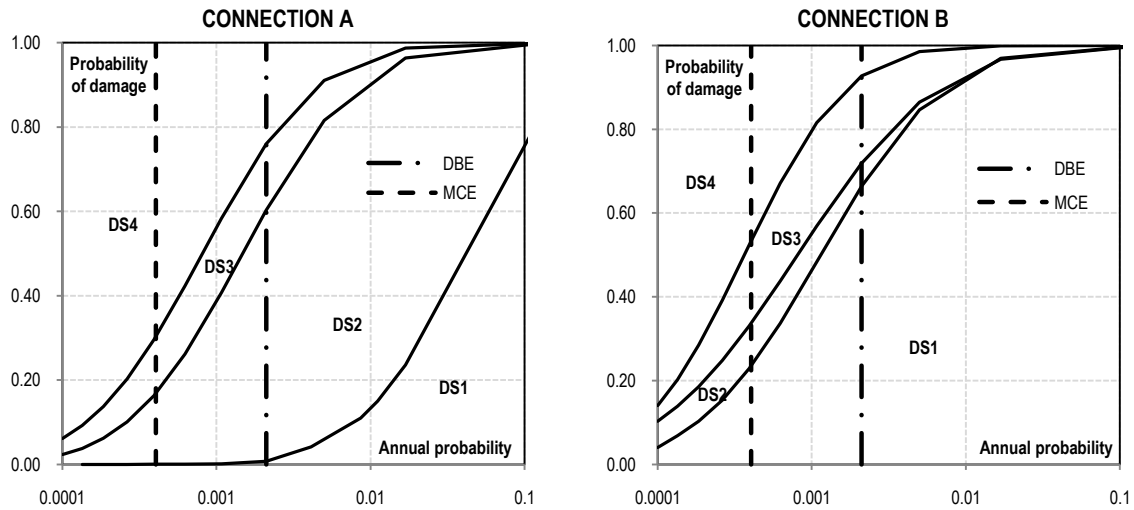 CONNECTION A
1.00
0.80
0.60
0.40
0.20
0.00
Probability
of damage
DBE
MCE
DS4
DS3
DS2
DS1
Annual probability
0.0001
0.001
0.01
0.1
CONNECTION B
1.00
0.80
0.60
0.40
0.20
0.00
Probability
of damage
DBE
MCE
DS4
DS3
DS1
DS2
Annual probability
0.0001
0.001
0.01
0.1